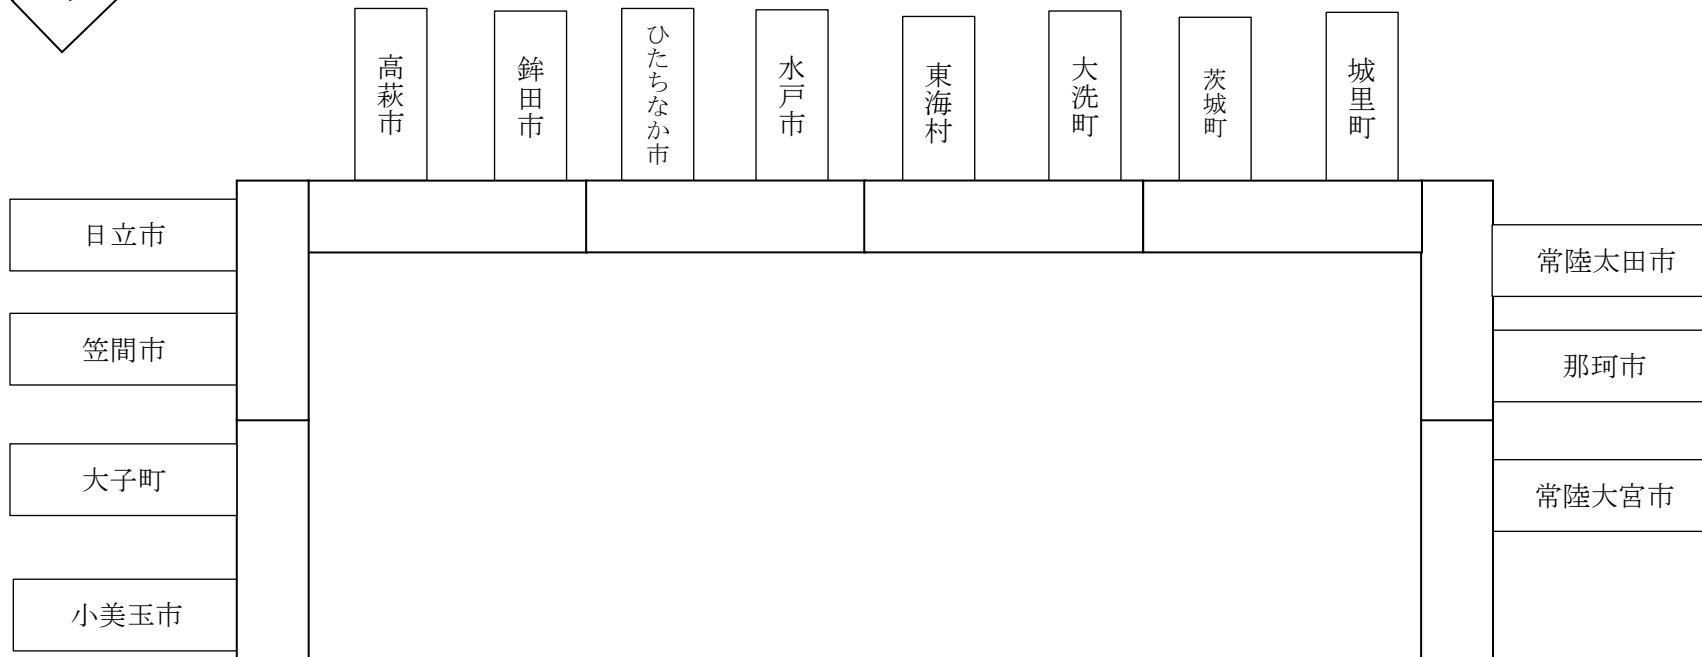 高萩市
鉾田市
ひたちなか市
水戸市
東海村
大洗町
茨城町
城里町
日立市
笠間市
大子町
小美玉市
常陸太田市
那珂市
常陸大宮市